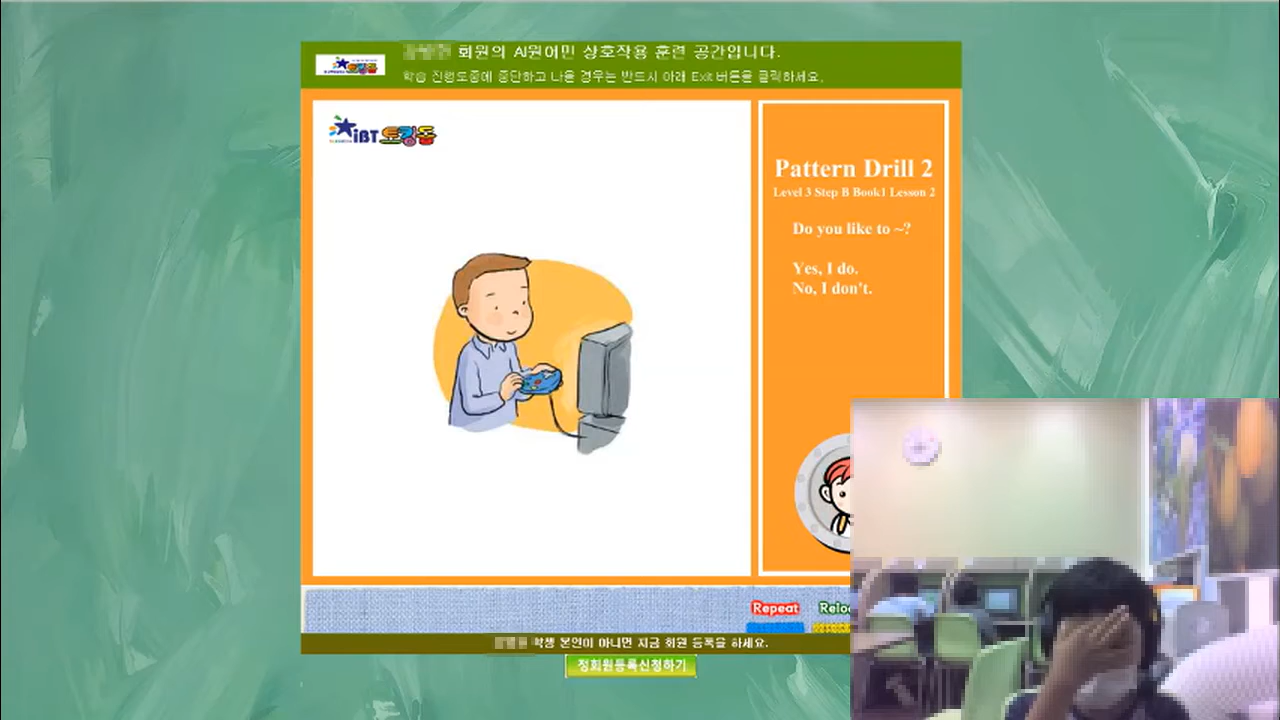 회원의 AI원어민 상호작용 훈련 공간입니다.
학습 진행도중에 중단하고 나올 경우는 반드시 아래 Exit 버튼을 클릭하세요.
iBT 토킹돌
Pattern Drill 2
Level 3 Step B Book1 Lesson 2
Do you like to ~?
Yes, I do.
No, I don't.
Repeat
학생 본인이 아니면 지금 회원 등록을 하세요.
정회원등록신청하기